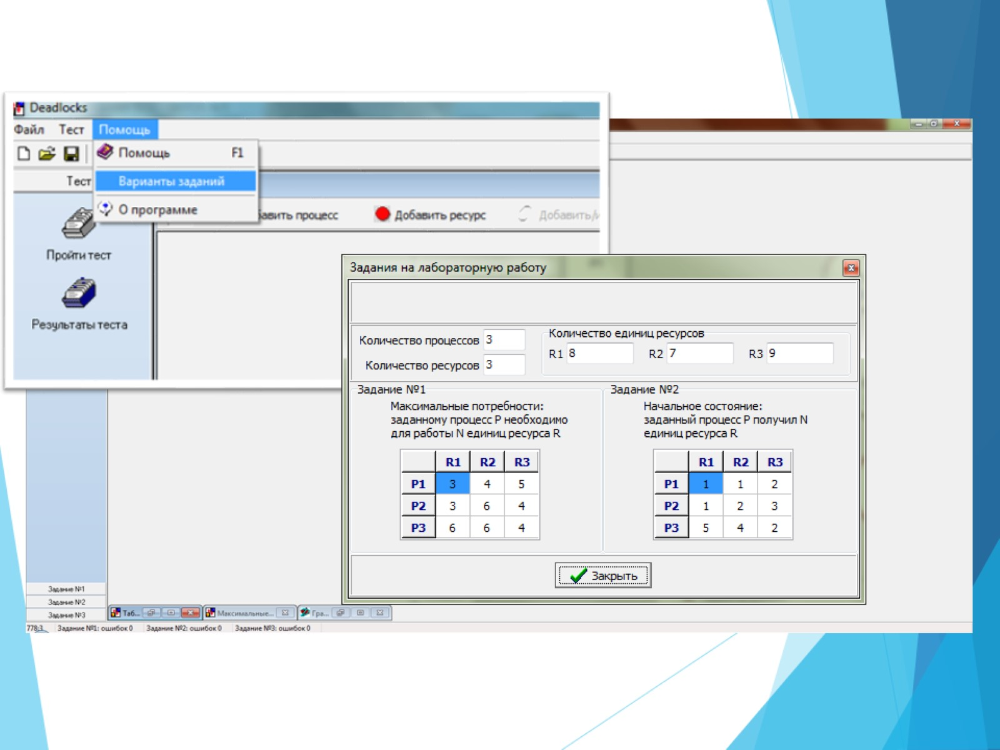 Deadlocks
Файл Тест Помощь
Помощь F1
Варианты заданий
О программе
Тест
авить процесс Добавить ресурс Добавить/
Пройти тест
Результаты теста
Задания на лабораторную работу
Количество процессов 3
Количество ресурсов 3
Количество единиц ресурсов
R1 8 R2 7 R3 9
Задание №1
Максимальные потребности:
заданному процесс P необходимо
для работы N единиц ресурса R
R1 R2 R3
P1 3 4 5
P2 3 6 4
P3 6 6 4
Задание №2
Начальное состояние:
заданный процесс P получил N
единиц ресурса R
R1 R2 R3
P1 1 1 2
P2 1 2 3
P3 5 4 2
Закрыть
Задание №1
Задание №2
Задание №3
Таб... Максимальные... Гра...
778:3 Задание №1: ошибок 0 Задание №2: ошибок 0 Задание №3: ошибок 0